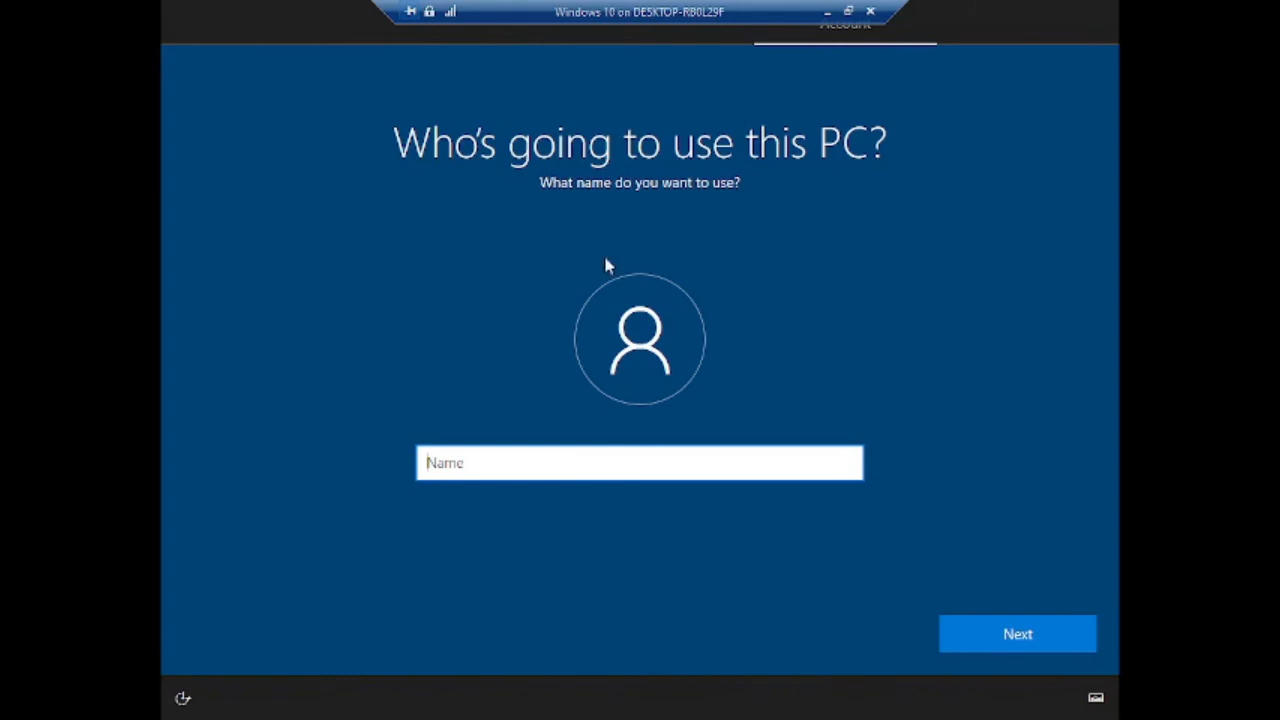 Windows 10 on DESKTOP-RB0L29F
Account
Who's going to use this PC?
What name do you want to use?
Name
Next